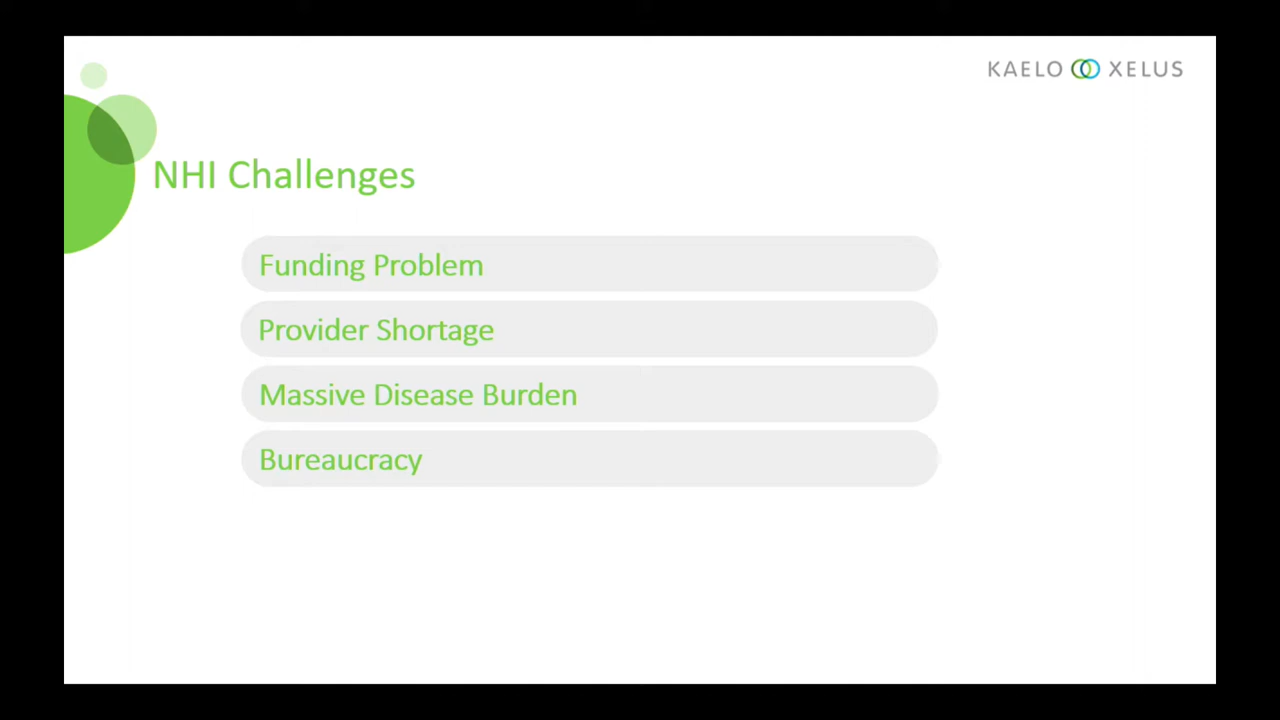 KAELO XELUS
NHI Challenges
Funding Problem
Provider Shortage
Massive Disease Burden
Bureaucracy